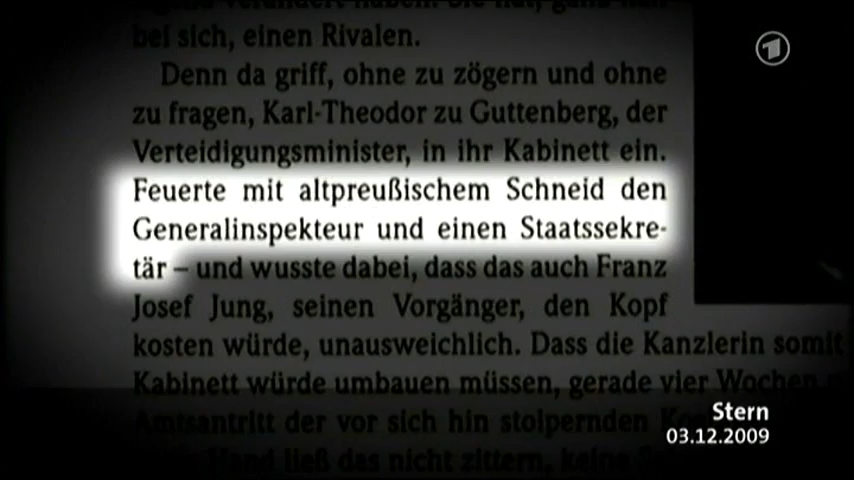 bei sich, einen Rivalen.
Denn da griff, ohne zu zögern und ohne
zu fragen, Karl-Theodor zu Guttenberg, der
Verteidigungsminister, in ihr Kabinett ein.
Feuerte mit altpreußischem Schneid den
Generalinspekteur und einen Staatssekre-
tär – und wusste dabei, dass das auch Franz
Josef Jung, seinen Vorgänger, den Kopf
kosten würde, unausweichlich. Dass die Kanzlerin somit
Kabinett würde umbauen müssen, gerade vier Wochen
Amtsantritt der vor sich hin stolpernden
Hand ließ das nicht zittern, keine
1
Stern
03.12.2009